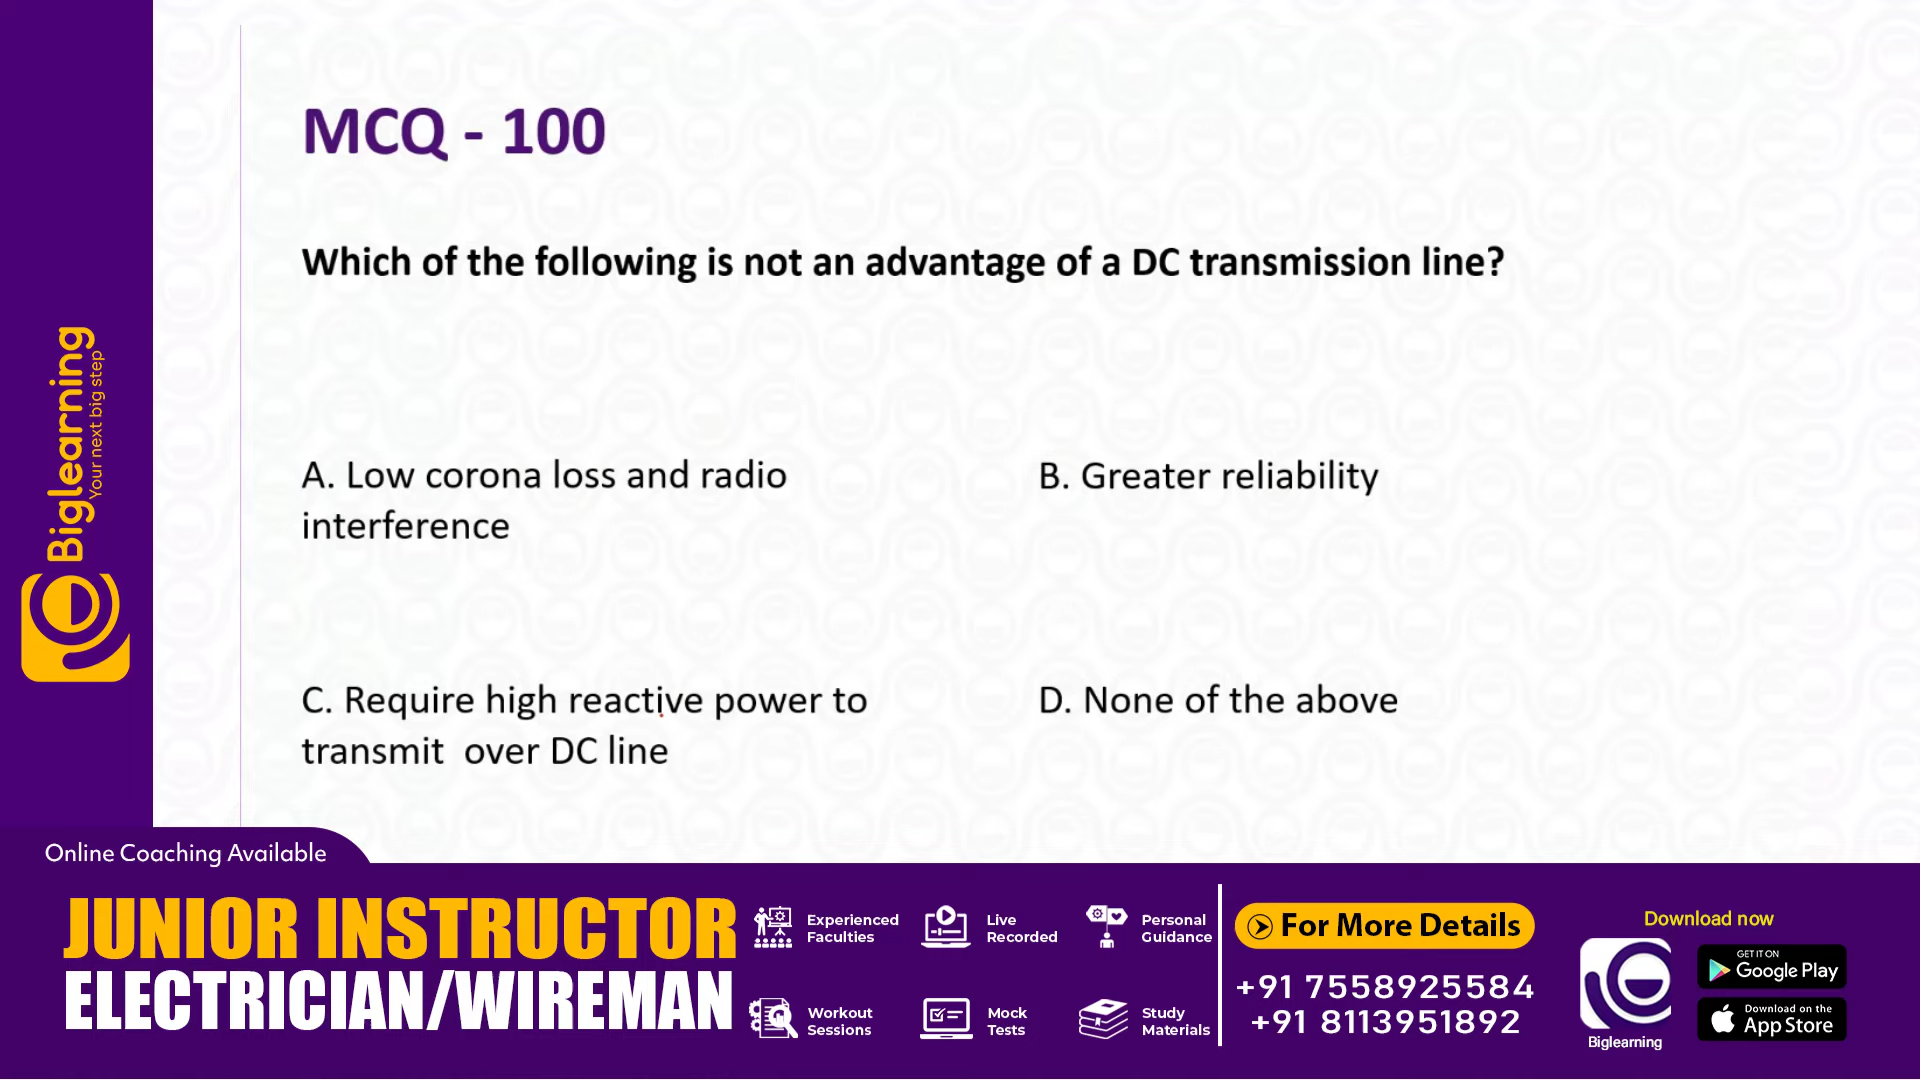 MCQ - 100
Which of the following is not an advantage of a DC transmission line?
A. Low corona loss and radio
interference
B. Greater reliability
C. Require high reactive power to
transmit  over DC line
D. None of the above
Biglearning
Your next big step
Online Coaching Available
JUNIOR INSTRUCTOR
ELECTRICIAN/WIREMAN
Experienced
Faculties
Live
Recorded
Personal
Guidance
Workout
Sessions
Mock
Tests
Study
Materials
For More Details
+91 7558925584
+91 8113951892
Download now
Biglearning
GET IT ON
Google Play
Download on the
App Store